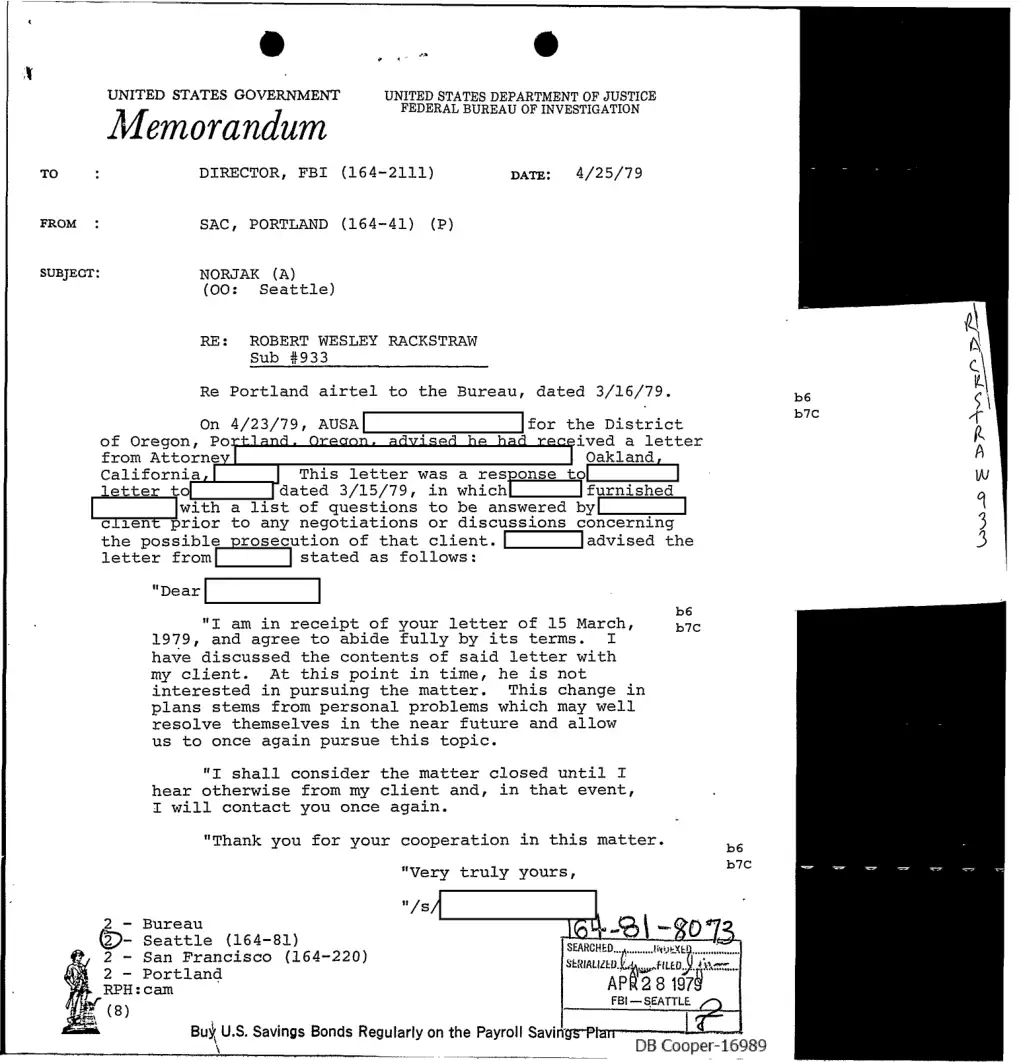 UNITED STATES GOVERNMENT
Memorandum
UNITED STATES DEPARTMENT OF JUSTICE
FEDERAL BUREAU OF INVESTIGATION
TO : DIRECTOR, FBI (164-2111) DATE: 4/25/79
FROM : SAC, PORTLAND (164-41) (P)
SUBJECT: NORJAK (A)
(OO: Seattle)
RE: ROBERT WESLEY RACKSTRAW
Sub #933
Re Portland airtel to the Bureau, dated 3/16/79.
On 4/23/79, AUSA for the District
of Oregon, Portland, Oregon, advised he had received a letter
from Attorney Oakland,
California, This letter was a response to
letter to dated 3/15/79, in which furnished
with a list of questions to be answered by
client prior to any negotiations or discussions concerning
the possible prosecution of that client. advised the
letter from stated as follows:
"Dear
"I am in receipt of your letter of 15 March,
1979, and agree to abide fully by its terms. I
have discussed the contents of said letter with
my client. At this point in time, he is not
interested in pursuing the matter. This change in
plans stems from personal problems which may well
resolve themselves in the near future and allow
us to once again pursue this topic.
"I shall consider the matter closed until I
hear otherwise from my client and, in that event,
I will contact you once again.
"Thank you for your cooperation in this matter.
"Very truly yours,
"/s/
b6
b7C
b6
b7C
b6
b7C
RACKSTRAW 933
2 - Bureau
2 - Seattle (164-81)
2 - San Francisco (164-220)
2 - Portland
RPH:cam
(8)
164-81-8073
SEARCHED INDEXED
SERIALIZED FILED
APR 28 1979
FBI — SEATTLE
Buy U.S. Savings Bonds Regularly on the Payroll Savings Plan
DB Cooper-16989